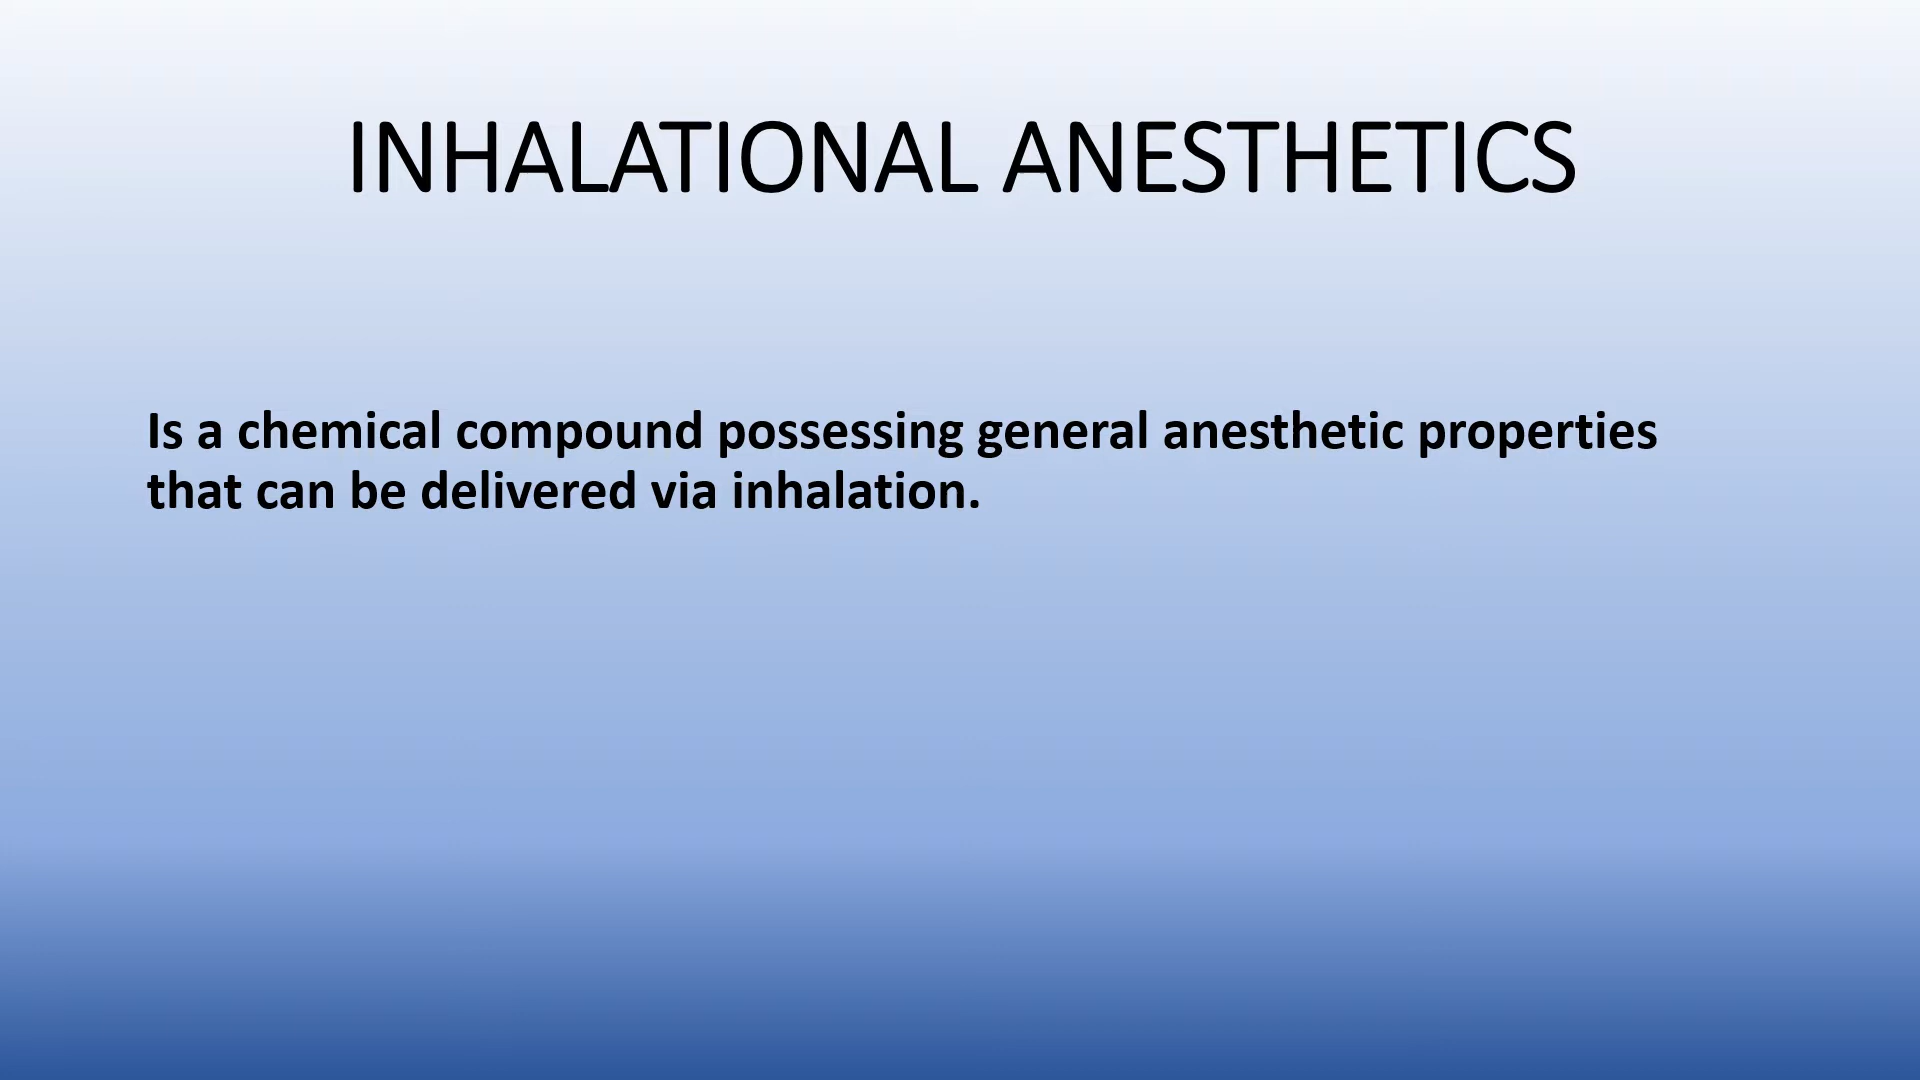 INHALATIONAL ANESTHETICS
Is a chemical compound possessing general anesthetic properties
that can be delivered via inhalation.